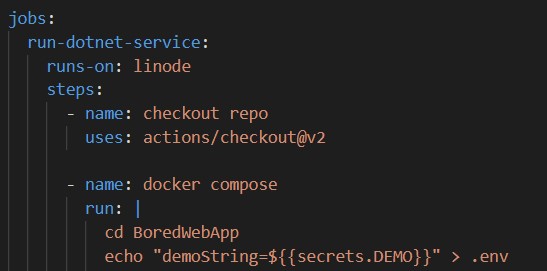 jobs:
run-dotnet-service:
runs-on: linode
steps:
- name: checkout repo
uses: actions/checkout@v2
- name: docker compose
run: |
cd BoredWebApp
echo "demoString=${{secrets.DEMO}}" > .env